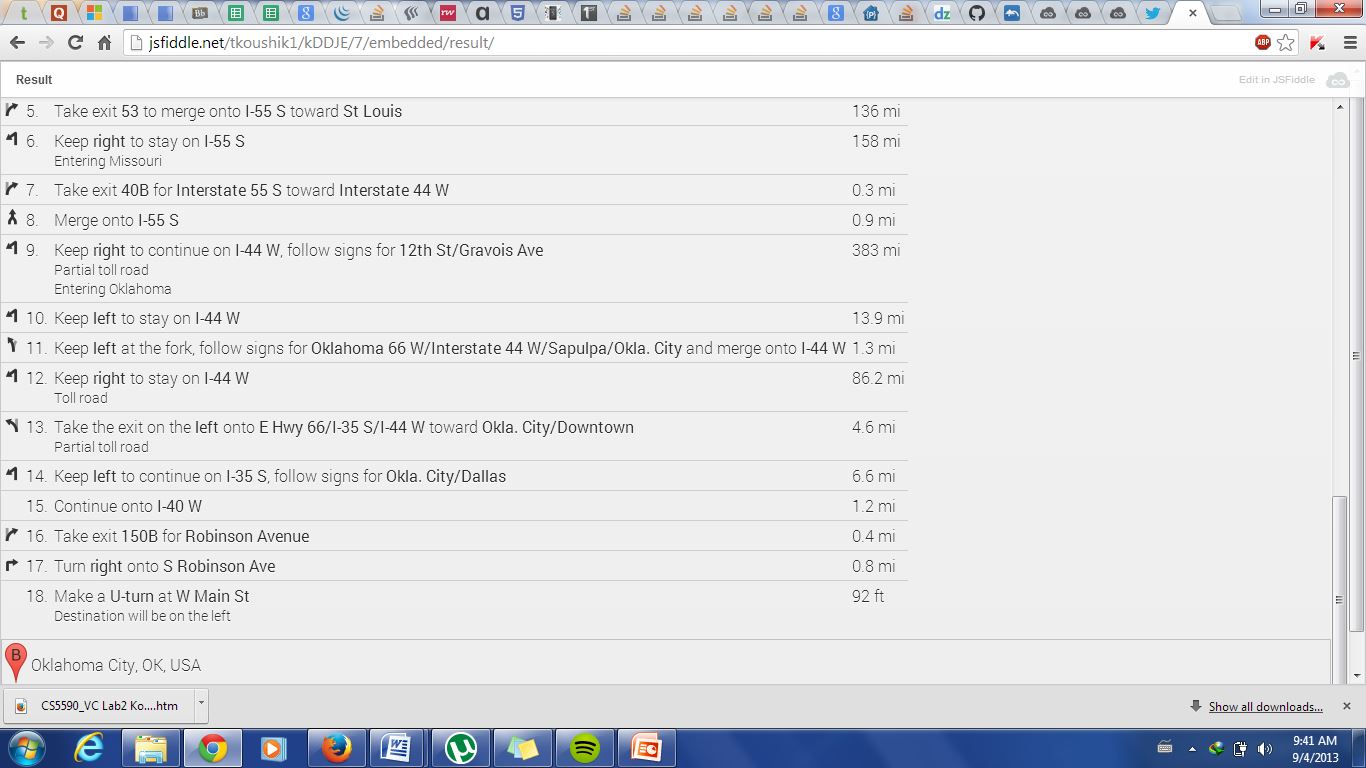 jsfiddle.net/tkoushik1/kDDJE/7/embedded/result/
ABP
Result
Edit in JSFiddle
5. Take exit 53 to merge onto I-55 S toward St Louis 136 mi
6. Keep right to stay on I-55 S 158 mi
Entering Missouri
7. Take exit 40B for Interstate 55 S toward Interstate 44 W 0.3 mi
8. Merge onto I-55 S 0.9 mi
9. Keep right to continue on I-44 W, follow signs for 12th St/Gravois Ave 383 mi
Partial toll road
Entering Oklahoma
10. Keep left to stay on I-44 W 13.9 mi
11. Keep left at the fork, follow signs for Oklahoma 66 W/Interstate 44 W/Sapulpa/Okla. City and merge onto I-44 W 1.3 mi
12. Keep right to stay on I-44 W 86.2 mi
Toll road
13. Take the exit on the left onto E Hwy 66/I-35 S/I-44 W toward Okla. City/Downtown 4.6 mi
Partial toll road
14. Keep left to continue on I-35 S, follow signs for Okla. City/Dallas 6.6 mi
15. Continue onto I-40 W 1.2 mi
16. Take exit 150B for Robinson Avenue 0.4 mi
17. Turn right onto S Robinson Ave 0.8 mi
18. Make a U-turn at W Main St 92 ft
Destination will be on the left
B Oklahoma City, OK, USA
CS5590_VC Lab2 Ko....htm
Show all downloads...
9:41 AM
9/4/2013